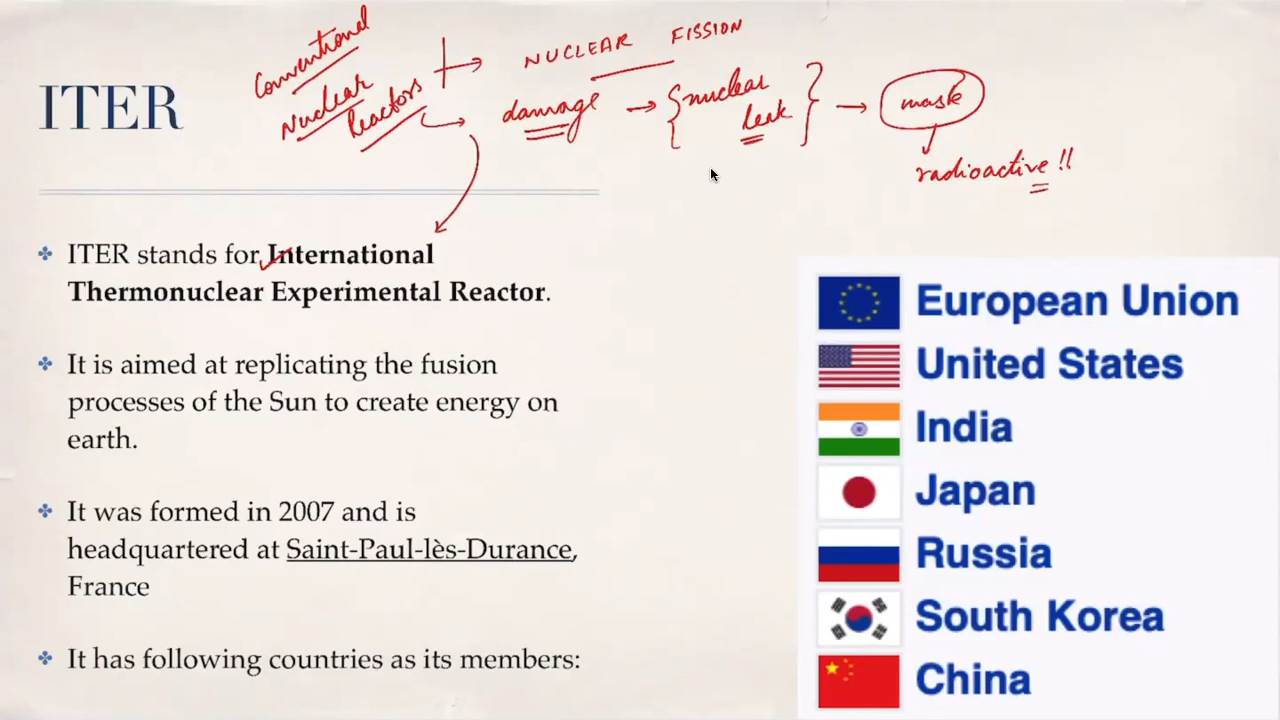 Conventional
Nuclear
Reactors
NUCLEAR FISSION
damage
nuclear
leak
mask
radioactive !!
ITER
ITER stands for International
Thermonuclear Experimental Reactor.
It is aimed at replicating the fusion
processes of the Sun to create energy on
earth.
It was formed in 2007 and is
headquartered at Saint-Paul-lès-Durance,
France
It has following countries as its members:
European Union
United States
India
Japan
Russia
South Korea
China